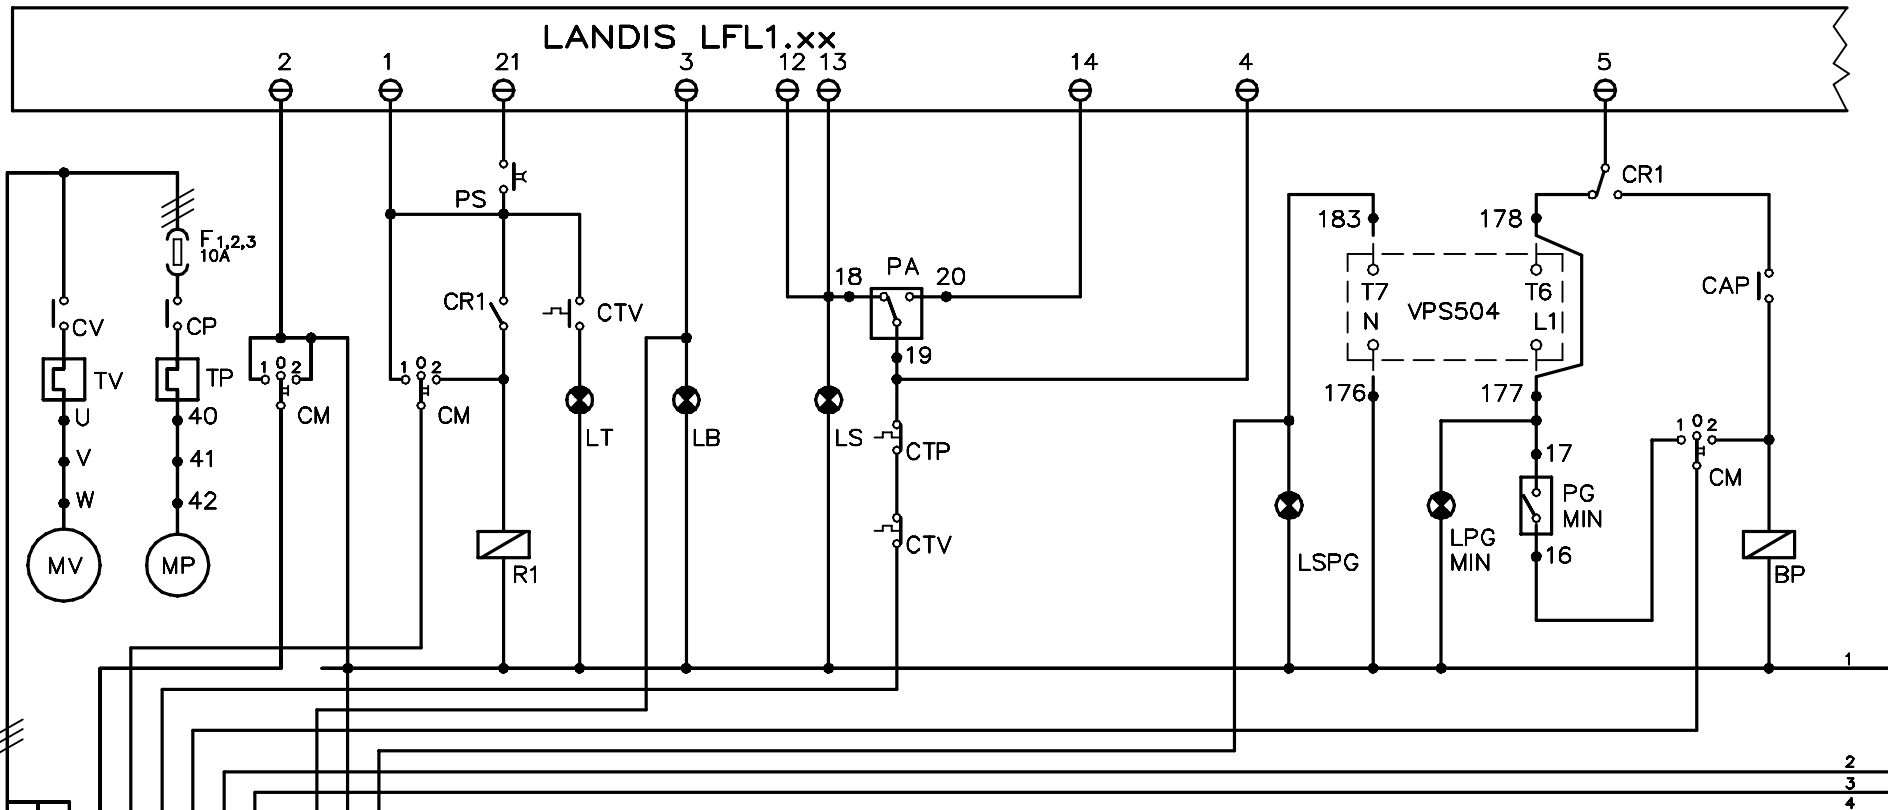 LANDIS LFL1.xx
2 1 21 3 12 13 14 4 5
PS
CR1
183 178
F1,2,3
10A
18 PA 20
CR1 CTV
T7 VPS504 T6
N L1
CAP
CV CP
19
TV TP
1 0 2
CM
1 0 2
CM
176 177
U 40
LT LB LS
CTP
1 0 2
CM
V 41
17
W 42
PG
MIN
CTV
LPG
MIN
16
MV MP
R1
LSPG
BP
1
2
3
4